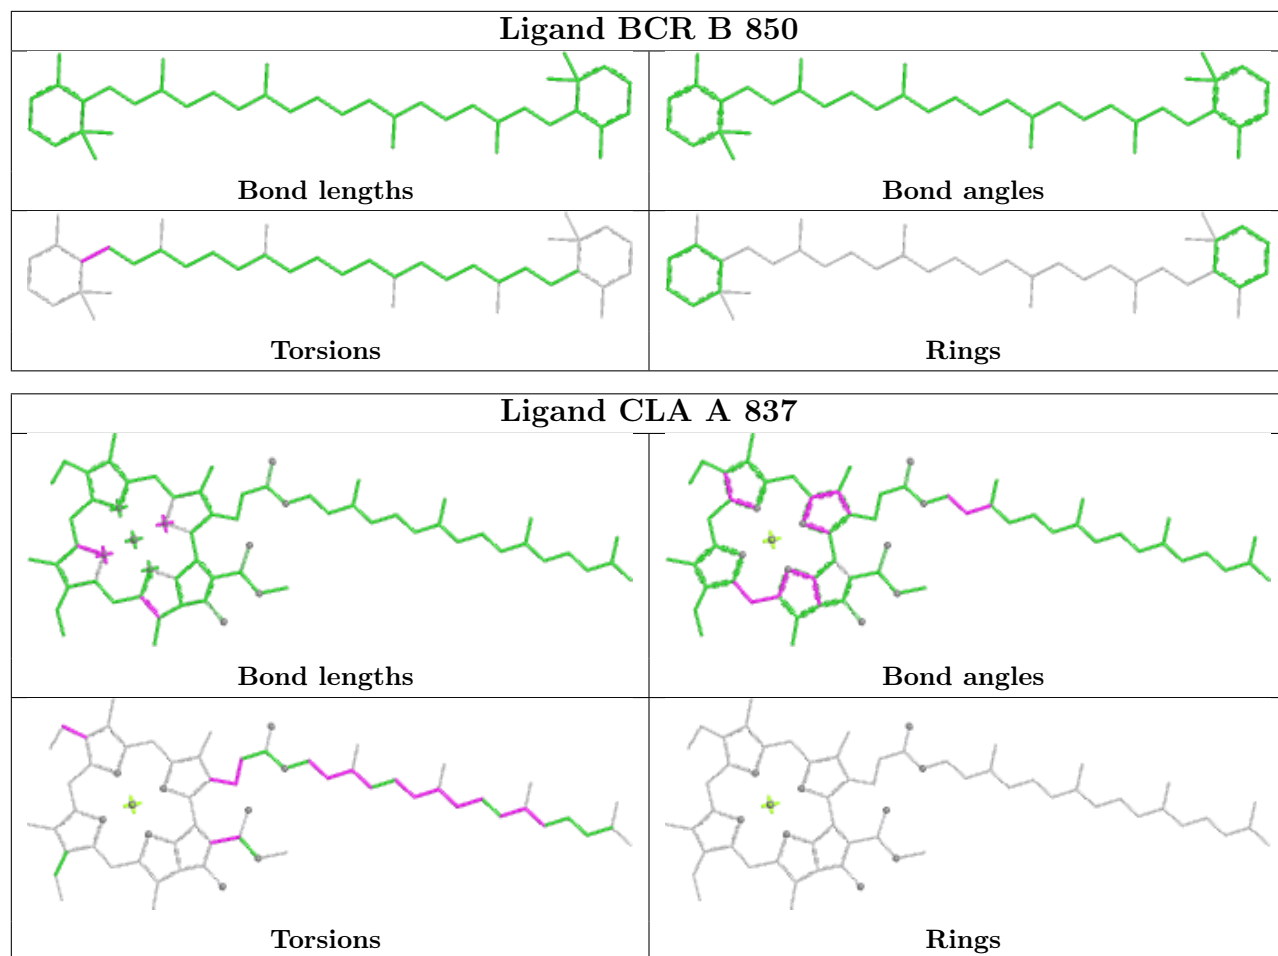 Ligand BCR B 850
Bond lengths
Bond angles
Torsions
Rings
Ligand CLA A 837
Bond lengths
Bond angles
Torsions
Rings